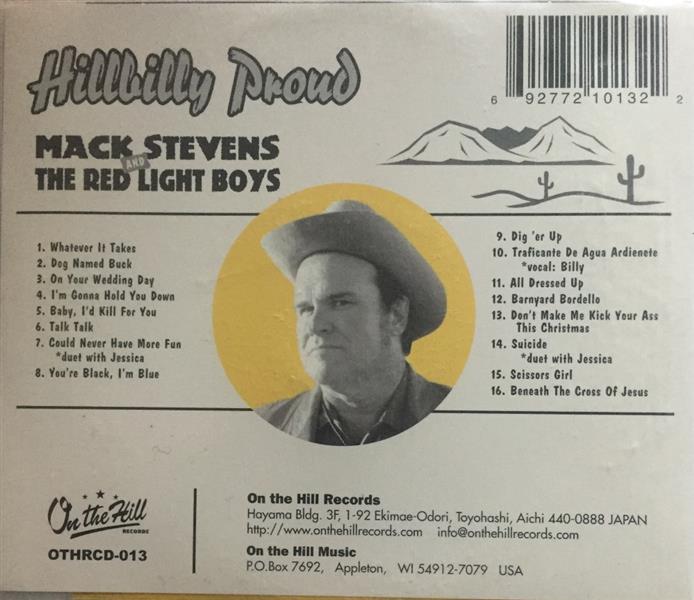 Hillbilly Proud
6 92772 10132 2
MACK STEVENS
AND
THE RED LIGHT BOYS
1. Whatever It Takes
2. Dog Named Buck
3. On Your Wedding Day
4. I'm Gonna Hold You Down
5. Baby, I'd Kill For You
6. Talk Talk
7. Could Never Have More Fun
*duet with Jessica
8. You're Black, I'm Blue
9. Dig 'er Up
10. Traficante De Agua Ardienete
*vocal: Billy
11. All Dressed Up
12. Barnyard Bordello
13. Don't Make Me Kick Your Ass
This Christmas
14. Suicide
*duet with Jessica
15. Scissors Girl
16. Beneath The Cross Of Jesus
On the Hill
RECORDS
OTHRCD-013
On the Hill Records
Hayama Bldg. 3F, 1-92 Ekimae-Odori, Toyohashi, Aichi 440-0888 JAPAN
http://www.onthehillrecords.com info@onthehillrecords.com
On the Hill Music
P.O.Box 7692, Appleton, WI 54912-7079 USA